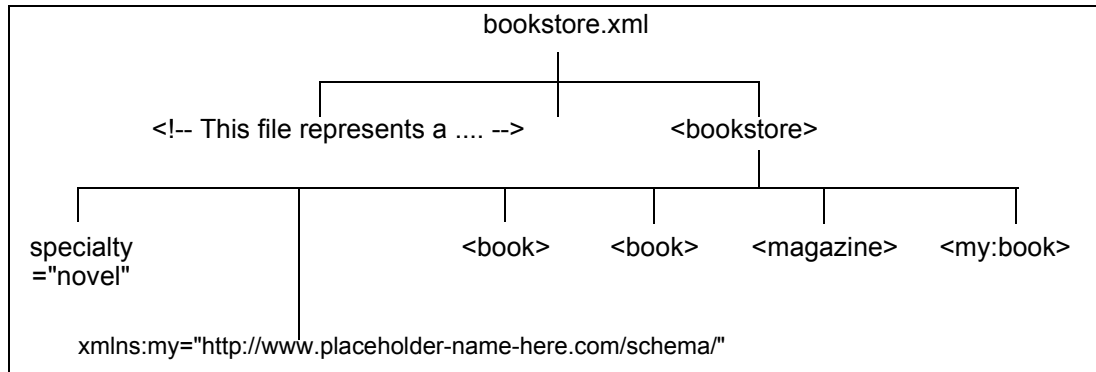 bookstore.xml
<!-- This file represents a .... -->
<bookstore>
specialty
="novel"
<book>
<book>
<magazine>
<my:book>
xmlns:my="http://www.placeholder-name-here.com/schema/"